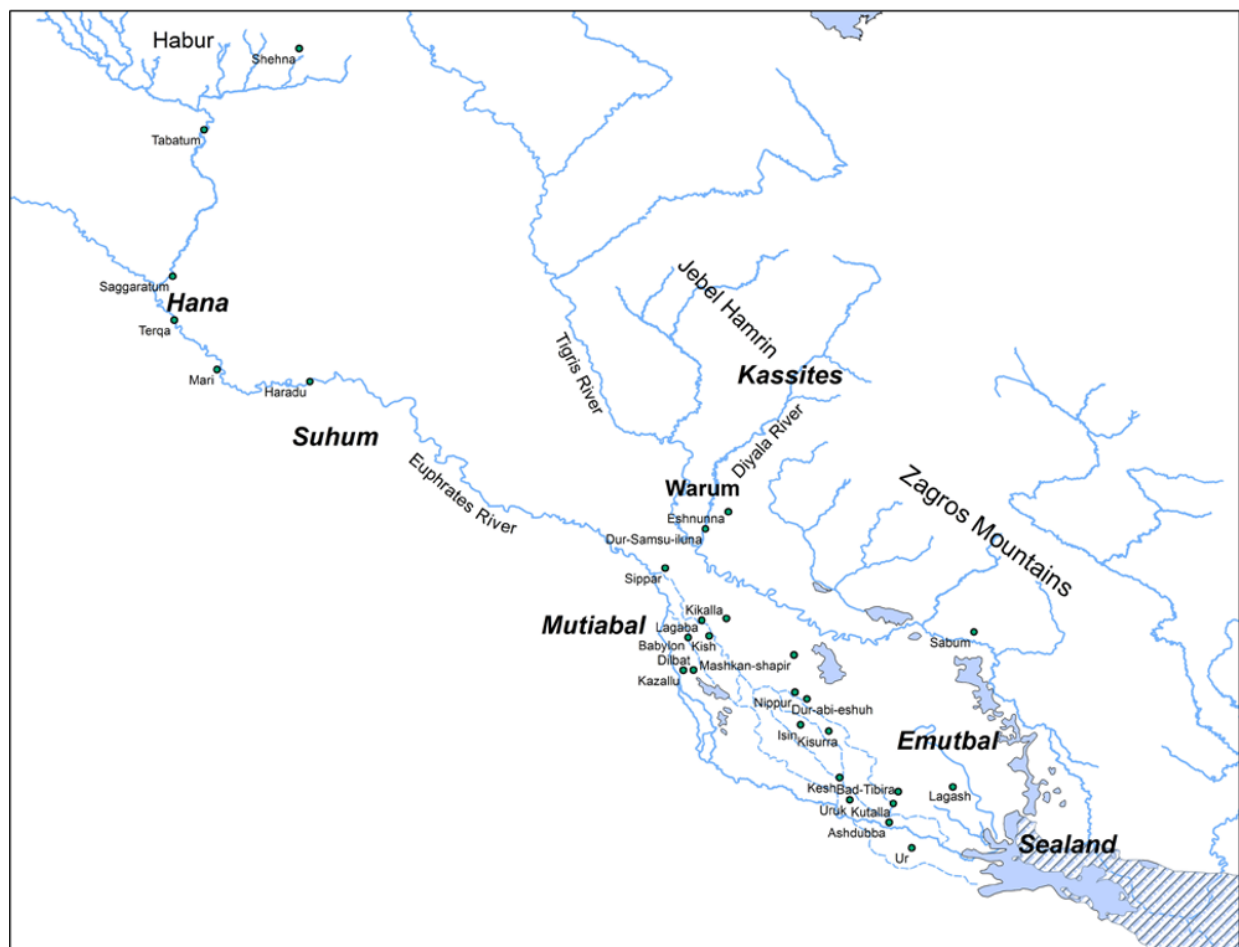 Habur
Shehna
Tabatum
Saggaratum
Hana
Terqa
Mari
Haradu
Suhum
Euphrates River
Tigris River
Jebel Hamrin
Kassites
Diyala River
Warum
Eshnunna
Dur-Samsu-iluna
Zagros Mountains
Sippar
Mutiabal
Kikalla
Lagaba
Babylon
Kish
Dilbat
Mashkan-shapir
Kazallu
Sabum
Nippur
Dur-abi-eshuh
Isin
Kisurra
Emutbal
Kesh
Bad-Tibira
Lagash
Uruk
Kutalla
Ashdubba
Sealand
Ur